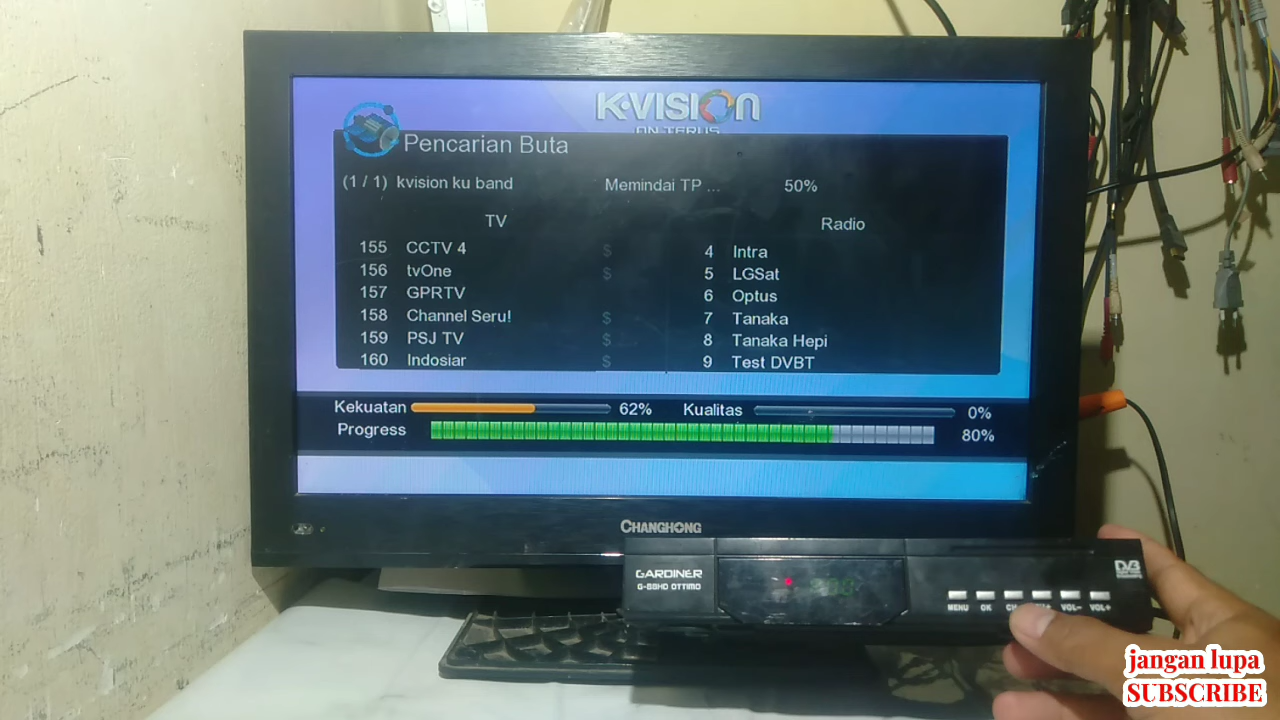 K-VISION
ON TERUS
Pencarian Buta
(1 / 1) kvision ku band Memindai TP ... 50%
TV Radio
155 CCTV 4 $ 4 Intra
156 tvOne $ 5 LGSat
157 GPRTV 6 Optus
158 Channel Seru! $ 7 Tanaka
159 PSJ TV $ 8 Tanaka Hepi
160 Indosiar $ 9 Test DVBT
Kekuatan 62% Kualitas 0%
Progress 80%
CHANGHONG
GARDINER
G-88HD OTTIMO
DVB
MENU OK VOL- VOL+
jangan lupa
SUBSCRIBE